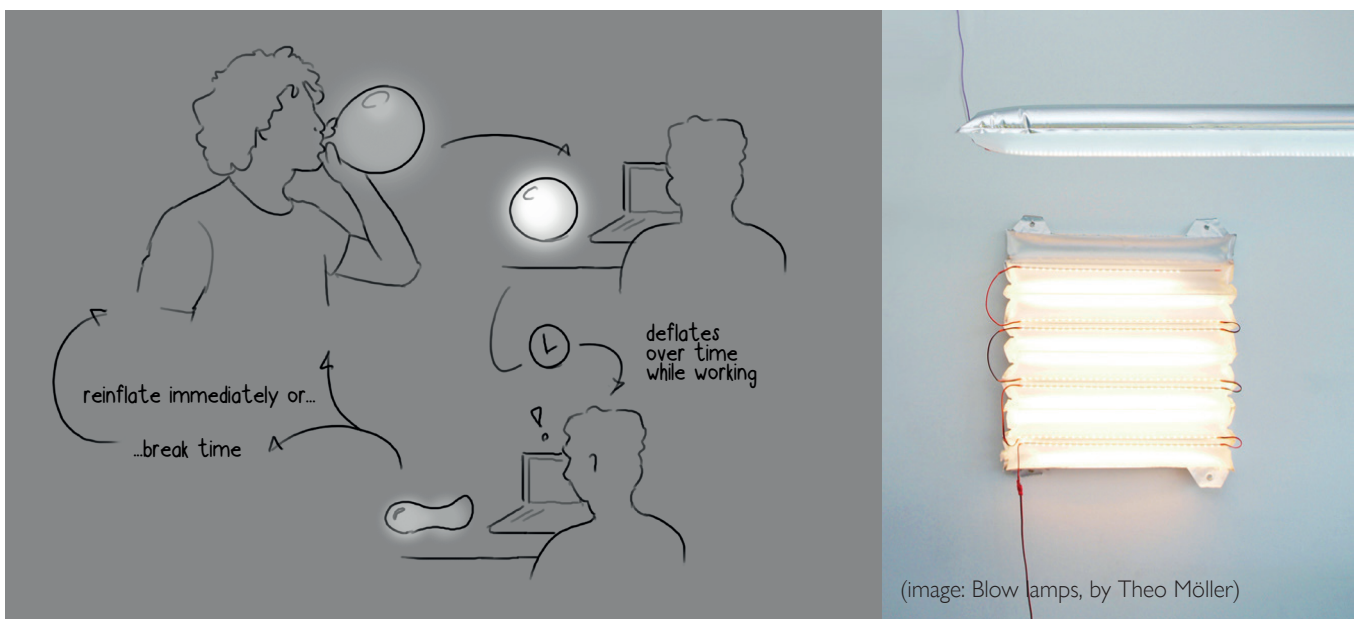 deflates
over time
while working
reinflate immediately or...
...break time
!
(image: Blow lamps, by Theo Möller)